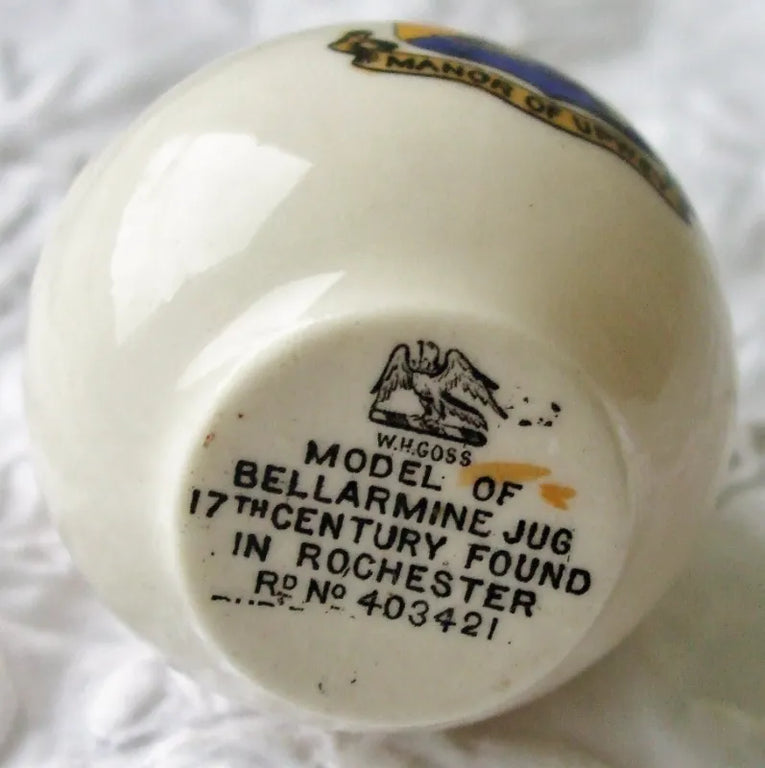 MANOR OF
W.H.GOSS
MODEL OF
BELLARMINE JUG
17TH CENTURY FOUND
IN ROCHESTER
RD NO 403421